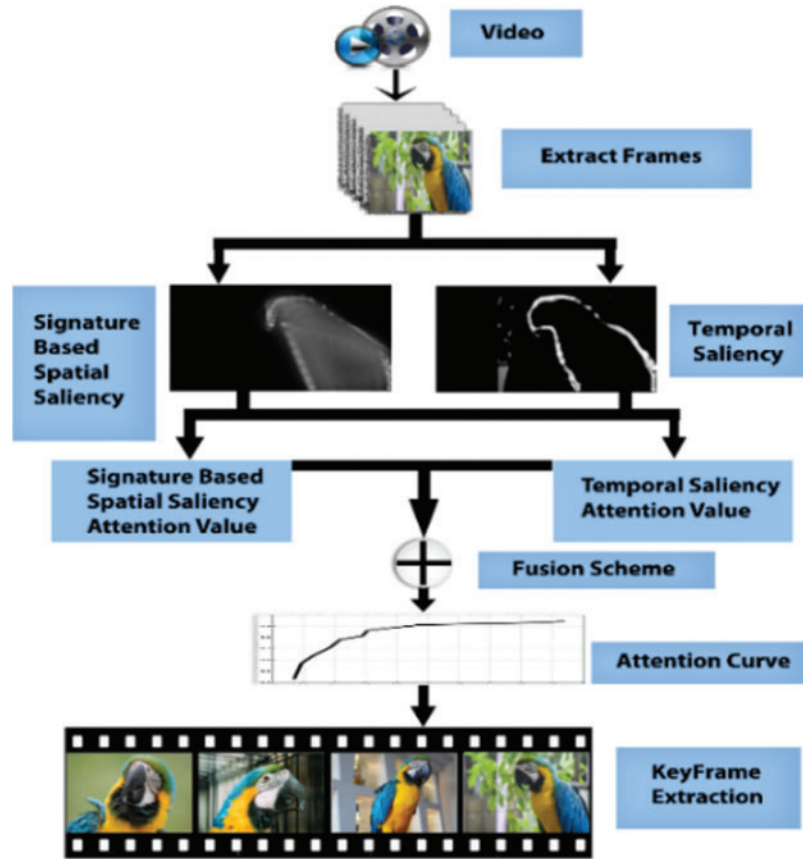 Video
Extract Frames
Signature
Based
Spatial
Saliency
Temporal
Saliency
Signature Based
Spatial Saliency
Attention Value
Temporal Saliency
Attention Value
Fusion Scheme
Attention Curve
KeyFrame
Extraction